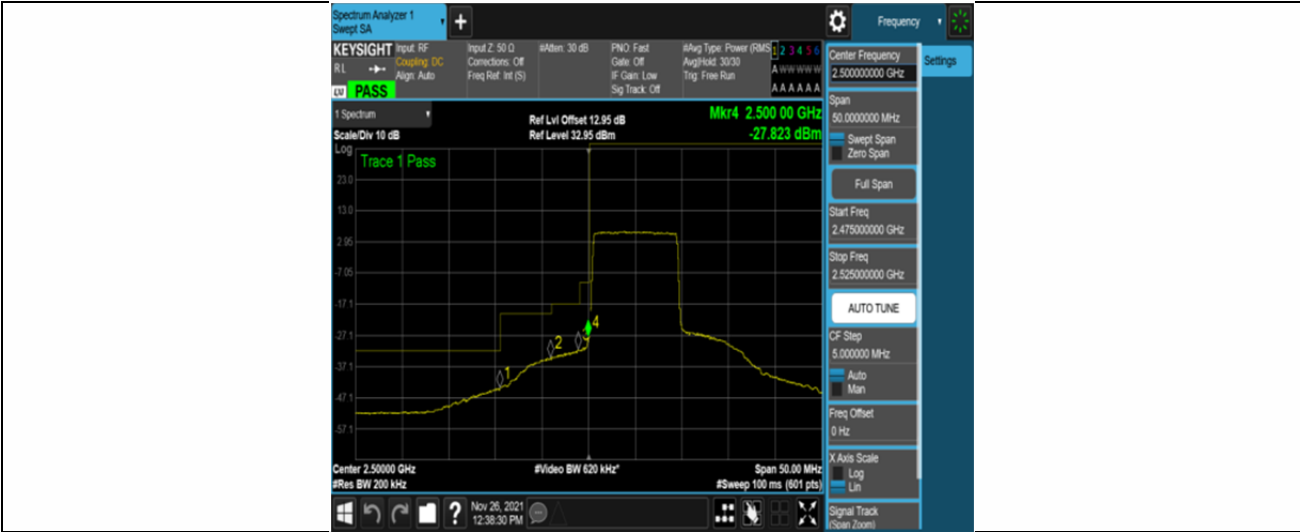 Spectrum Analyzer 1
Swept SA
+
Frequency
KEYSIGHT
RL
LXI
PASS
Input: RF
Coupling: DC
Align: Auto
Input Z: 50 Ω
Corrections: Off
Freq Ref: Int (S)
#Atten: 30 dB
PNO: Fast
Gate: Off
IF Gain: Low
Sig Track: Off
#Avg Type: Power (RMS
Avg|Hold: 30/30
Trig: Free Run
1 2 3 4 5 6
A W W W W W
A A A A A A
1 Spectrum
Scale/Div 10 dB
Ref Lvl Offset 12.95 dB
Ref Level 32.95 dBm
Mkr4 2.500 00 GHz
-27.823 dBm
Log
Trace 1 Pass
23.0
13.0
2.95
-7.05
-17.1
-27.1
-37.1
-47.1
-57.1
1
2
3
4
Center 2.50000 GHz
#Video BW 620 kHz*
Span 50.00 MHz
#Res BW 200 kHz
#Sweep 100 ms (601 pts)
Center Frequency
2.500000000 GHz
Settings
Span
50.0000000 MHz
Swept Span
Zero Span
Full Span
Start Freq
2.475000000 GHz
Stop Freq
2.525000000 GHz
AUTO TUNE
CF Step
5.000000 MHz
Auto
Man
Freq Offset
0 Hz
X Axis Scale
Log
Lin
Signal Track
(Span Zoom)
?
Nov 26, 2021
12:38:30 PM